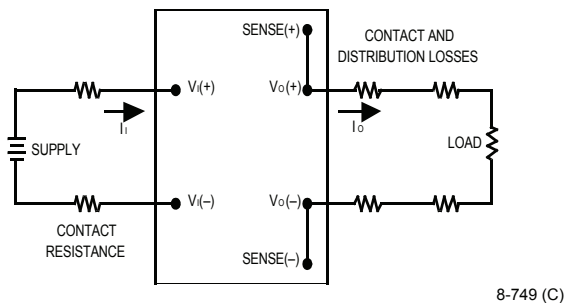 SENSE(+)
CONTACT AND
DISTRIBUTION LOSSES
VI(+)
VO(+)
II
IO
SUPPLY
LOAD
VI(–)
VO(–)
CONTACT
RESISTANCE
SENSE(–)
8-749 (C)